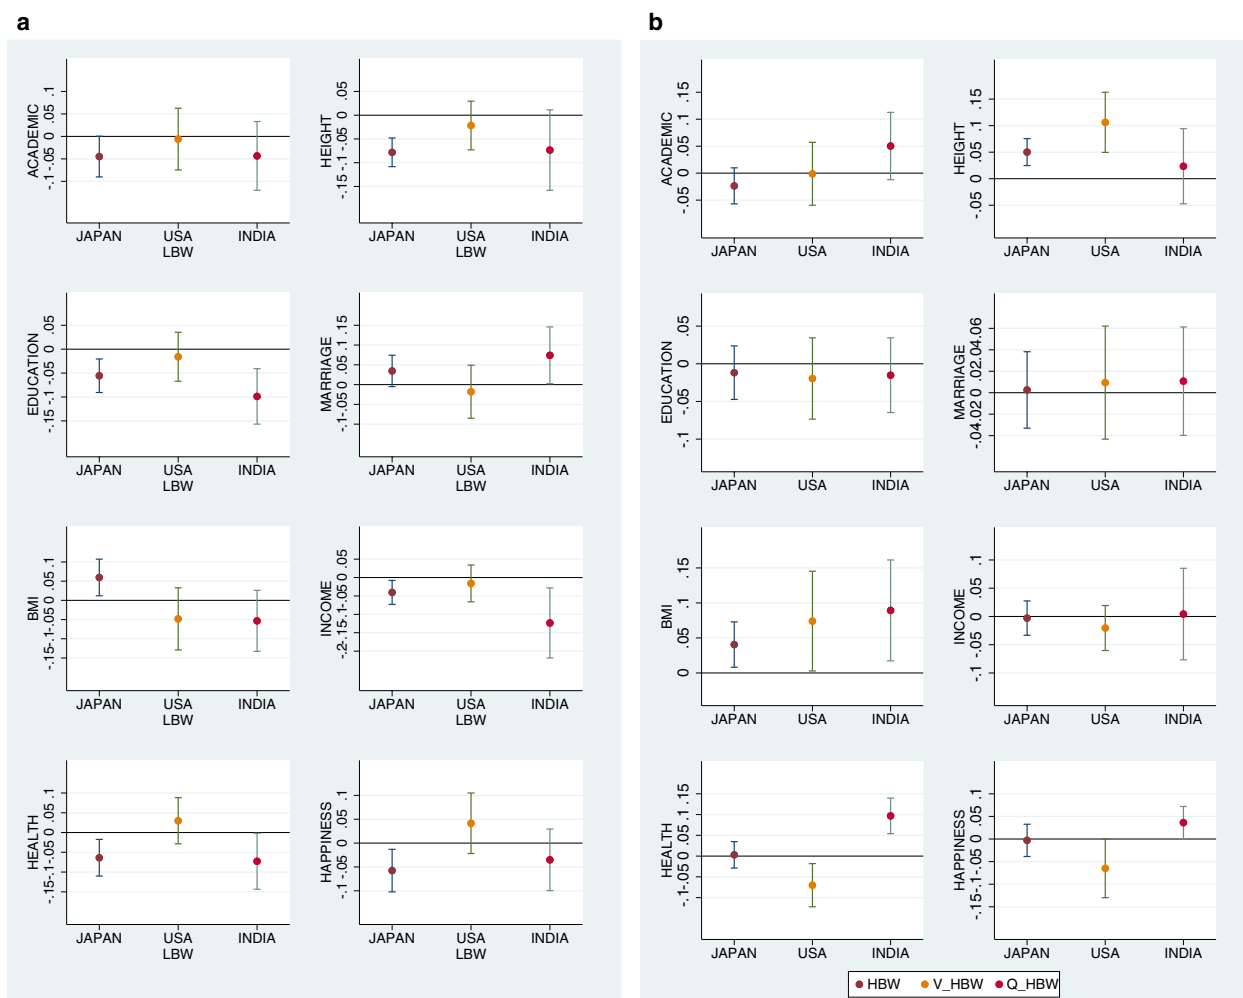 a
ACADEMIC
-.1 -.05 0 .05 .1
JAPAN USA INDIA
LBW
HEIGHT
-.15 -.1 -.05 0 .05
JAPAN USA INDIA
LBW
EDUCATION
-.15 -.1 -.05 0 .05
JAPAN USA INDIA
LBW
MARRIAGE
-.1 -.05 0 .05 .1 .15
JAPAN USA INDIA
LBW
BMI
-.15 -.1 -.05 0 .05 .1
JAPAN USA INDIA
LBW
INCOME
-.2 -.15 -.1 -.05 0 .05
JAPAN USA INDIA
LBW
HEALTH
-.15 -.1 -.05 0 .05 .1
JAPAN USA INDIA
LBW
HAPPINESS
-.1 -.05 0 .05 .1
JAPAN USA INDIA
LBW
b
ACADEMIC
-.05 0 .05 .1 .15
JAPAN USA INDIA
HEIGHT
-.05 0 .05 .1 .15
JAPAN USA INDIA
EDUCATION
-.1 -.05 0 .05
JAPAN USA INDIA
MARRIAGE
-.04 -.02 0 .02 .04 .06
JAPAN USA INDIA
BMI
0 .05 .1 .15
JAPAN USA INDIA
INCOME
-.1 -.05 0 .05 .1
JAPAN USA INDIA
HEALTH
-.1 -.05 0 .05 .1 .15
JAPAN USA INDIA
HAPPINESS
-.15 -.1 -.05 0 .05 .1
JAPAN USA INDIA
HBW V_HBW Q_HBW